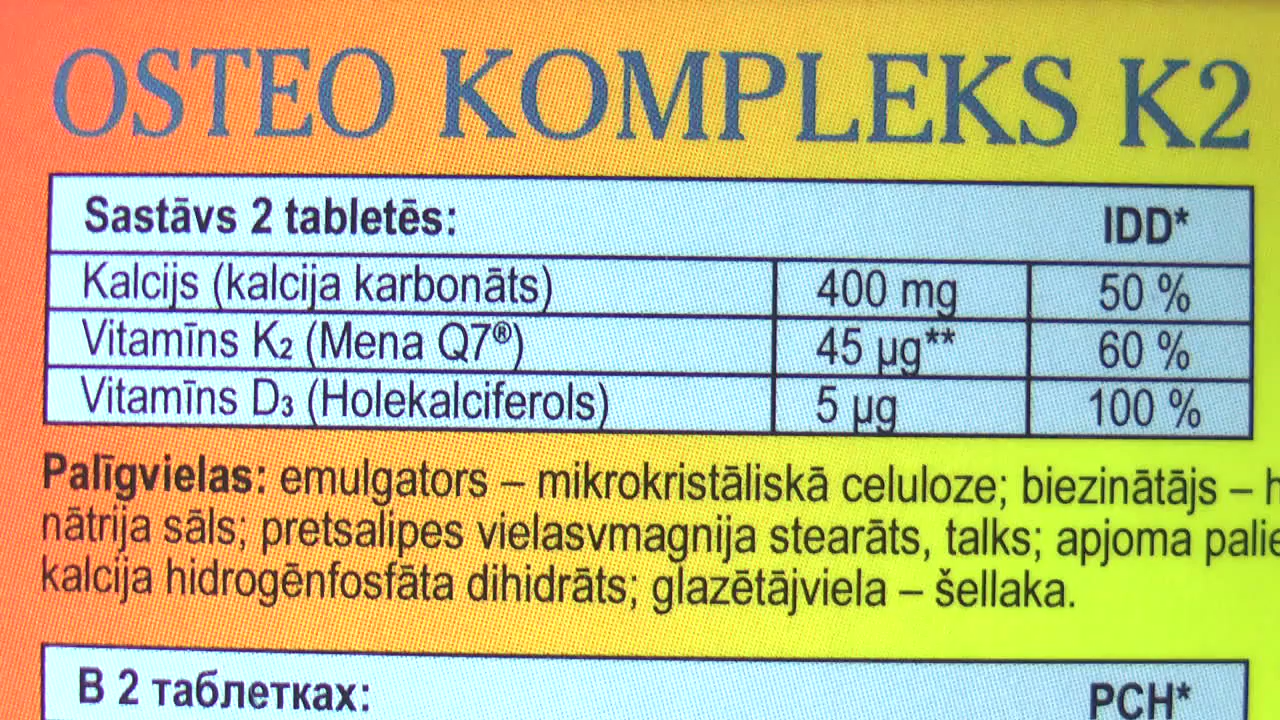 OSTEO KOMPLEKS K2
Sastāvs 2 tabletēs: IDD*
Kalcijs (kalcija karbonāts) 400 mg 50 %
Vitamīns K₂ (Mena Q7®) 45 µg** 60 %
Vitamīns D₃ (Holekalciferols) 5 µg 100 %
Palīgvielas: emulgators – mikrokristāliskā celuloze; biezinātājs –
nātrija sāls; pretsalipes vielasvmagnija stearāts, talks; apjoma
kalcija hidrogēnfosfāta dihidrāts; glazētājviela – šellaka.
В 2 таблетках: РСН*